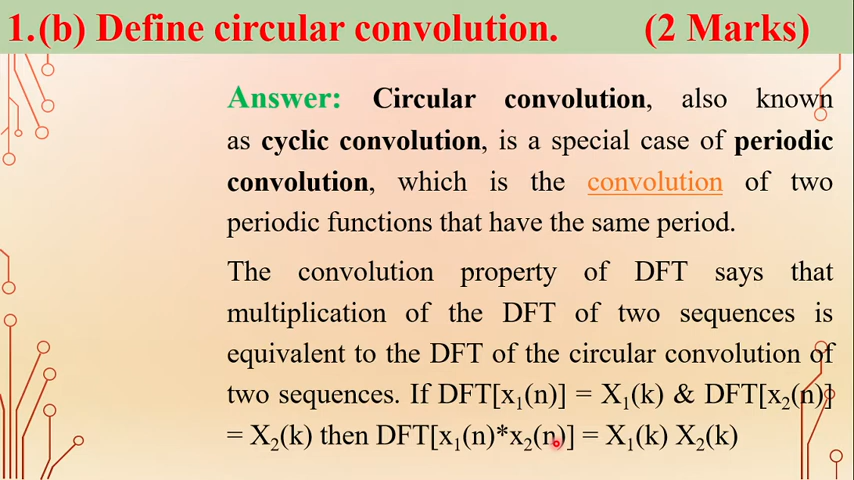 1.(b) Define circular convolution. (2 Marks)
Answer: Circular convolution, also known
as cyclic convolution, is a special case of periodic
convolution, which is the convolution of two
periodic functions that have the same period.
The convolution property of DFT says that
multiplication of the DFT of two sequences is
equivalent to the DFT of the circular convolution of
two sequences. If DFT[x₁(n)] = X₁(k) & DFT[x₂(n)]
= X₂(k) then DFT[x₁(n)*x₂(n)] = X₁(k) X₂(k)